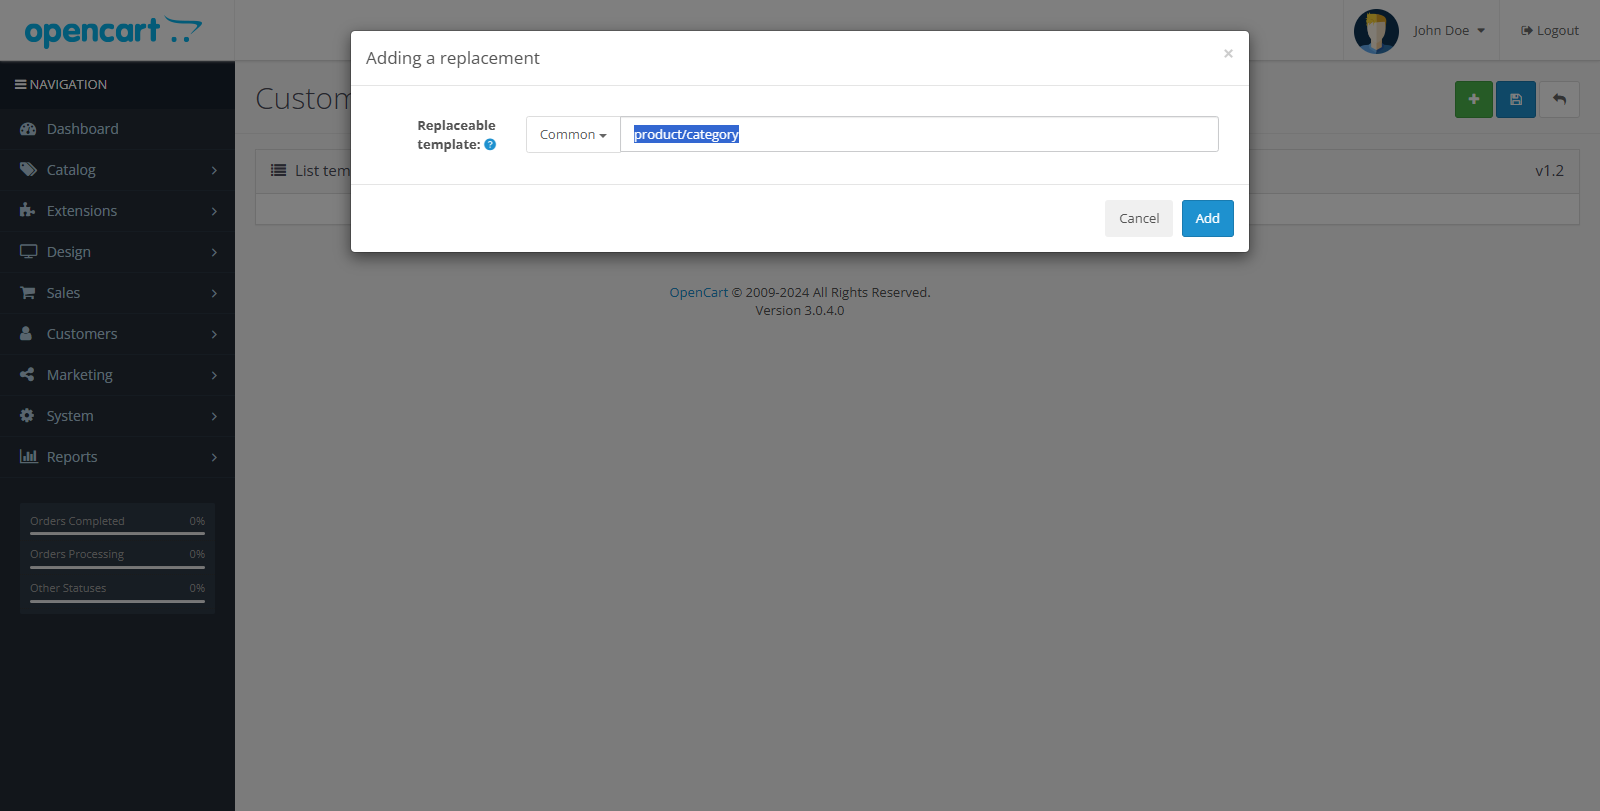 opencart
John Doe
Logout
NAVIGATION
Dashboard
Catalog
Extensions
Design
Sales
Customers
Marketing
System
Reports
Orders Completed 0%
Orders Processing 0%
Other Statuses 0%
Adding a replacement
×
Replaceable
template: ?
Common
product/category
Cancel
Add
Custom
List tem
v1.2
OpenCart © 2009-2024 All Rights Reserved.
Version 3.0.4.0